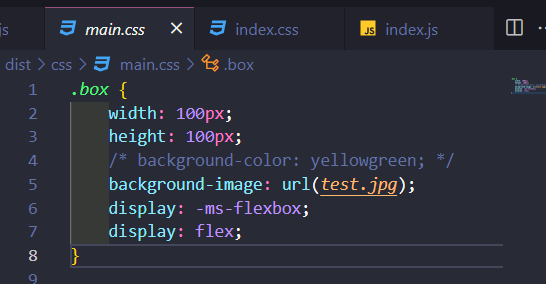 js
main.css
index.css
index.js
dist > css > main.css > .box
1 .box {
2 width: 100px;
3 height: 100px;
4 /* background-color: yellowgreen; */
5 background-image: url(test.jpg);
6 display: -ms-flexbox;
7 display: flex;
8 }
9